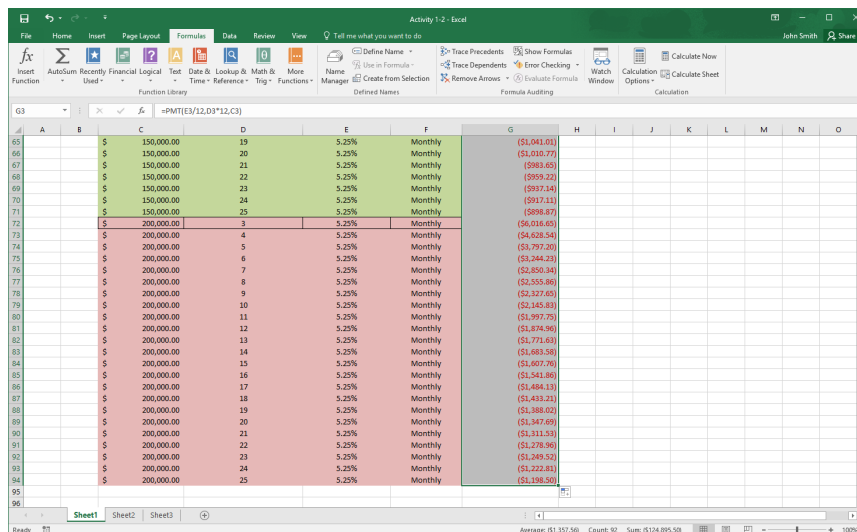 Activity 1-2 - Excel
File Home Insert Page Layout Formulas Data Review View Tell me what you want to do John Smith Share
fx Insert Function
AutoSum
Recently Used
Financial
Logical
Text
Date & Time
Lookup & Reference
Math & Trig
More Functions
Function Library
Name Manager
Define Name
Use in Formula
Create from Selection
Defined Names
Trace Precedents
Trace Dependents
Remove Arrows
Show Formulas
Error Checking
Evaluate Formula
Formula Auditing
Watch Window
Calculation Options
Calculate Now
Calculate Sheet
Calculation
G3 fx =PMT(E3/12,D3*12,C3)
A B C D E F G H I J K L M N O
65 $ 150,000.00 19 5.25% Monthly ($1,041.01)
66 $ 150,000.00 20 5.25% Monthly ($1,010.77)
67 $ 150,000.00 21 5.25% Monthly ($983.65)
68 $ 150,000.00 22 5.25% Monthly ($959.22)
69 $ 150,000.00 23 5.25% Monthly ($937.14)
70 $ 150,000.00 24 5.25% Monthly ($917.11)
71 $ 150,000.00 25 5.25% Monthly ($898.87)
72 $ 200,000.00 3 5.25% Monthly ($6,016.65)
73 $ 200,000.00 4 5.25% Monthly ($4,628.54)
74 $ 200,000.00 5 5.25% Monthly ($3,797.20)
75 $ 200,000.00 6 5.25% Monthly ($3,244.23)
76 $ 200,000.00 7 5.25% Monthly ($2,850.34)
77 $ 200,000.00 8 5.25% Monthly ($2,555.86)
78 $ 200,000.00 9 5.25% Monthly ($2,327.65)
79 $ 200,000.00 10 5.25% Monthly ($2,145.83)
80 $ 200,000.00 11 5.25% Monthly ($1,997.75)
81 $ 200,000.00 12 5.25% Monthly ($1,874.96)
82 $ 200,000.00 13 5.25% Monthly ($1,771.63)
83 $ 200,000.00 14 5.25% Monthly ($1,683.58)
84 $ 200,000.00 15 5.25% Monthly ($1,607.76)
85 $ 200,000.00 16 5.25% Monthly ($1,541.86)
86 $ 200,000.00 17 5.25% Monthly ($1,484.13)
87 $ 200,000.00 18 5.25% Monthly ($1,433.21)
88 $ 200,000.00 19 5.25% Monthly ($1,388.02)
89 $ 200,000.00 20 5.25% Monthly ($1,347.69)
90 $ 200,000.00 21 5.25% Monthly ($1,311.53)
91 $ 200,000.00 22 5.25% Monthly ($1,278.96)
92 $ 200,000.00 23 5.25% Monthly ($1,249.52)
93 $ 200,000.00 24 5.25% Monthly ($1,222.81)
94 $ 200,000.00 25 5.25% Monthly ($1,198.50)
95
96
Sheet1 Sheet2 Sheet3
Ready Average: ($1,357.56) Count: 92 Sum: ($124,895.50) 100%